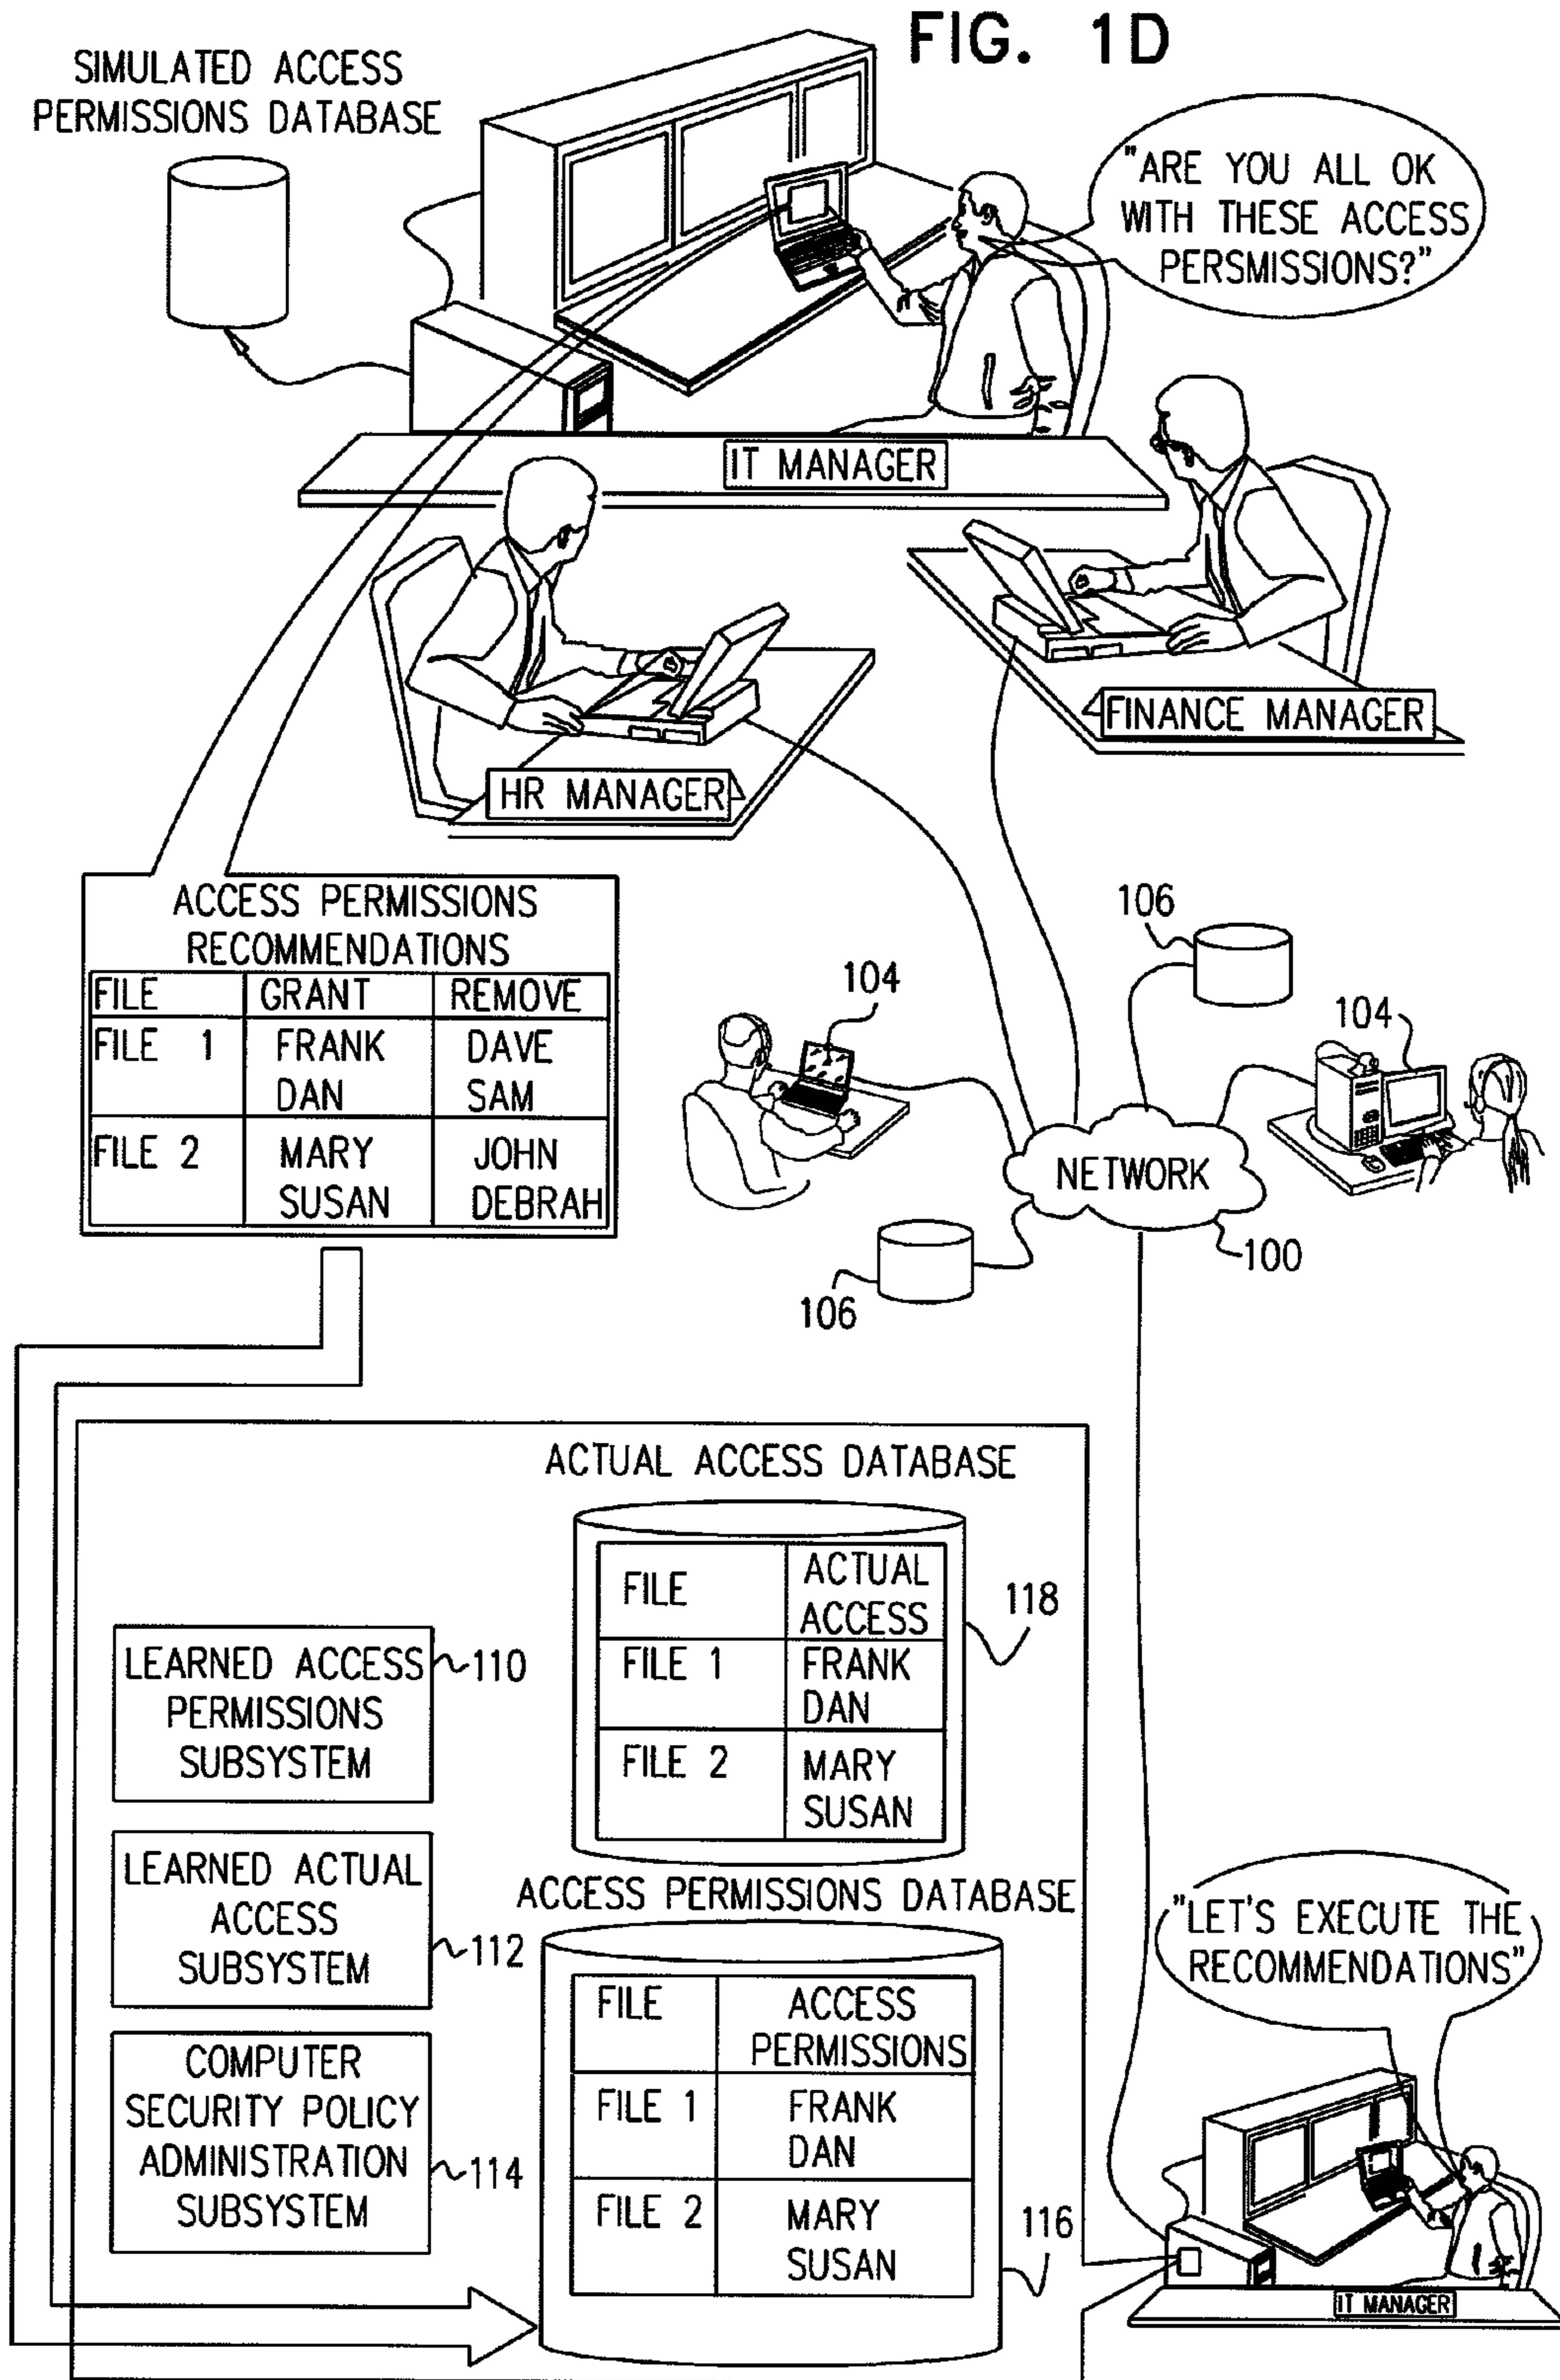 FIG. 1D
SIMULATED ACCESS
PERMISSIONS DATABASE
"ARE YOU ALL OK
WITH THESE ACCESS
PERSMISSIONS?"
IT MANAGER
FINANCE MANAGER
HR MANAGER
ACCESS PERMISSIONS
RECOMMENDATIONS
FILE GRANT REMOVE
FILE 1 FRANK DAVE
DAN SAM
FILE 2 MARY JOHN
SUSAN DEBRAH
106
104
104
NETWORK
100
106
ACTUAL ACCESS DATABASE
FILE ACTUAL
ACCESS
FILE 1 FRANK
DAN
FILE 2 MARY
SUSAN
118
LEARNED ACCESS
PERMISSIONS
SUBSYSTEM
110
LEARNED ACTUAL
ACCESS
SUBSYSTEM
112
COMPUTER
SECURITY POLICY
ADMINISTRATION
SUBSYSTEM
114
ACCESS PERMISSIONS DATABASE
FILE ACCESS
PERMISSIONS
FILE 1 FRANK
DAN
FILE 2 MARY
SUSAN
116
"LET'S EXECUTE THE
RECOMMENDATIONS"
IT MANAGER